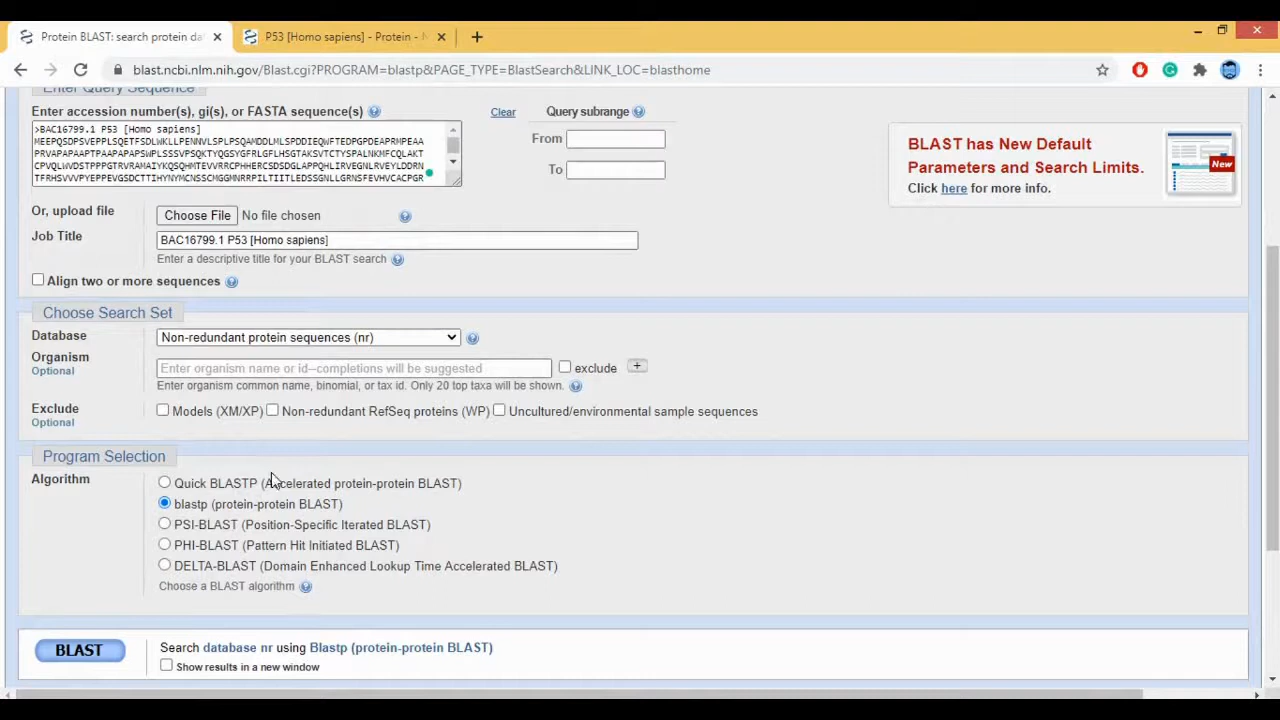 Protein BLAST: search protein da
P53 [Homo sapiens] - Protein - N
blast.ncbi.nlm.nih.gov/Blast.cgi?PROGRAM=blastp&PAGE_TYPE=BlastSearch&LINK_LOC=blasthome
Enter Query Sequence
Enter accession number(s), gi(s), or FASTA sequence(s)
Clear
Query subrange
>BAC16799.1 P53 [Homo sapiens]
MEEPQSDPSVEPPLSQETFSDLWKLLPENNVLSPLPSQAMDDLMLSPDDIEQWFTEDPGPDEAPRMPEAA
PRVAPAPAAPTPAAPAPAPSWPLSSSVPSQKTYQGSYGFRLGFLHSGTAKSVTCTYSPALNKMFCQLAKT
CPVQLWVDSTPPPGTRVRAMAIYKQSQHMTEVVRRCPHHERCSDSDGLAPPQHLIRVEGNLRVEYLDDRN
TFRHSVVVPYEPPEVGSDCTTIHYNYMCNSSCMGGMNRRPILTIITLEDSSGNLLGRNSFEVHVCACPGR
From
To
BLAST has New Default
Parameters and Search Limits.
Click here for more info.
New
Or, upload file
Choose File No file chosen
Job Title
BAC16799.1 P53 [Homo sapiens]
Enter a descriptive title for your BLAST search
Align two or more sequences
Choose Search Set
Database
Non-redundant protein sequences (nr)
Organism
Optional
Enter organism name or id--completions will be suggested
exclude
+
Enter organism common name, binomial, or tax id. Only 20 top taxa will be shown.
Exclude
Optional
Models (XM/XP) Non-redundant RefSeq proteins (WP) Uncultured/environmental sample sequences
Program Selection
Algorithm
Quick BLASTP (Accelerated protein-protein BLAST)
blastp (protein-protein BLAST)
PSI-BLAST (Position-Specific Iterated BLAST)
PHI-BLAST (Pattern Hit Initiated BLAST)
DELTA-BLAST (Domain Enhanced Lookup Time Accelerated BLAST)
Choose a BLAST algorithm
BLAST
Search database nr using Blastp (protein-protein BLAST)
Show results in a new window